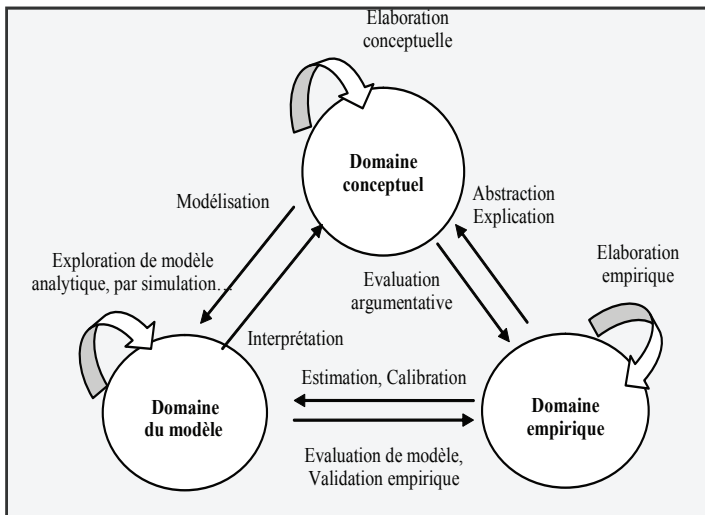 Elaboration
conceptuelle
Domaine
conceptuel
Modélisation
Abstraction
Explication
Exploration de modèle
analytique, par simulation…
Elaboration
empirique
Evaluation
argumentative
Interprétation
Estimation, Calibration
Domaine
du modèle
Domaine
empirique
Evaluation de modèle,
Validation empirique